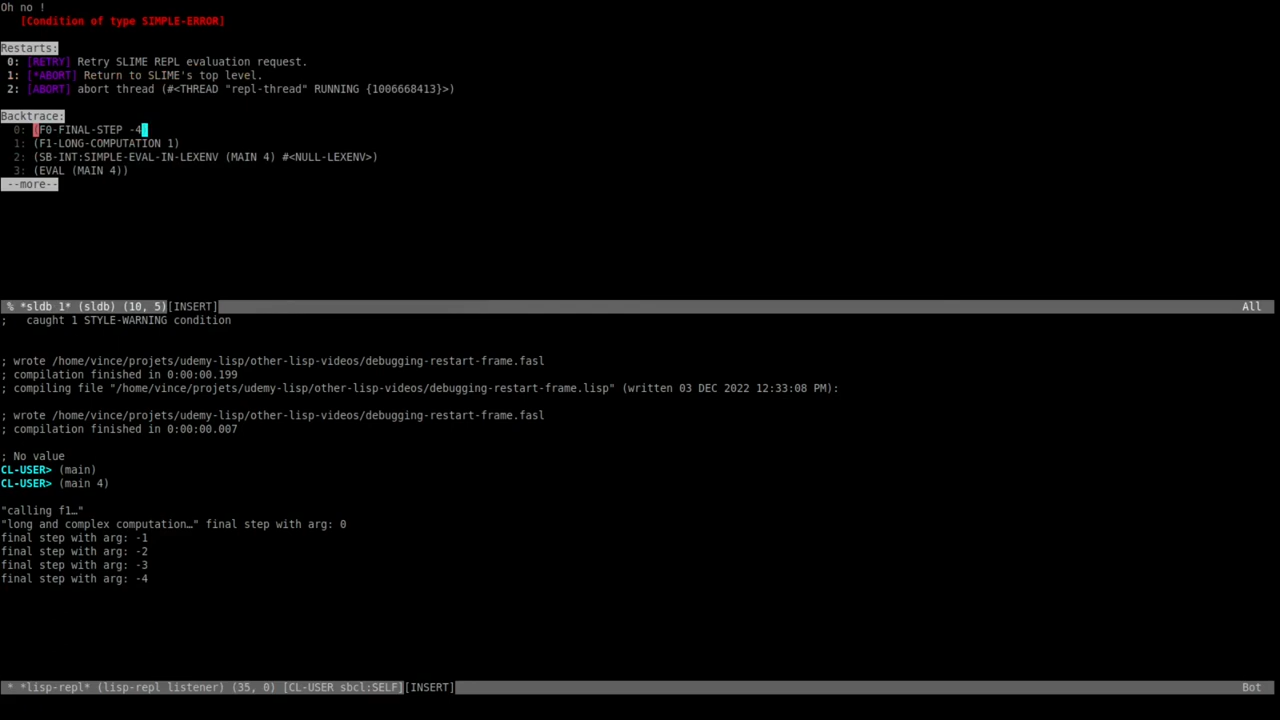 Oh no !
[Condition of type SIMPLE-ERROR]
Restarts:
0: [RETRY] Retry SLIME REPL evaluation request.
1: [*ABORT] Return to SLIME's top level.
2: [ABORT] abort thread (#<THREAD "repl-thread" RUNNING {1006668413}>)
Backtrace:
0: (F0-FINAL-STEP -4)
1: (F1-LONG-COMPUTATION 1)
2: (SB-INT:SIMPLE-EVAL-IN-LEXENV (MAIN 4) #<NULL-LEXENV>)
3: (EVAL (MAIN 4))
--more--
% *sldb 1* (sldb) (10, 5)[INSERT] All
;   caught 1 STYLE-WARNING condition
; wrote /home/vince/projets/udemy-lisp/other-lisp-videos/debugging-restart-frame.fasl
; compilation finished in 0:00:00.199
; compiling file "/home/vince/projets/udemy-lisp/other-lisp-videos/debugging-restart-frame.lisp" (written 03 DEC 2022 12:33:08 PM):
; wrote /home/vince/projets/udemy-lisp/other-lisp-videos/debugging-restart-frame.fasl
; compilation finished in 0:00:00.007
; No value
CL-USER> (main)
CL-USER> (main 4)
"calling f1…"
"long and complex computation…" final step with arg: 0
final step with arg: -1
final step with arg: -2
final step with arg: -3
final step with arg: -4
* *lisp-repl* (lisp-repl listener) (35, 0) [CL-USER sbcl:SELF][INSERT] Bot